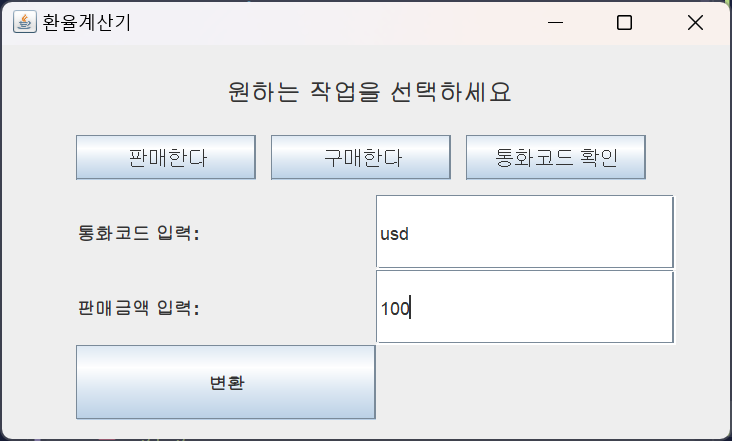 환율계산기
원하는 작업을 선택하세요
판매한다 구매한다 통화코드 확인
통화코드 입력: usd
판매금액 입력: 100
변환